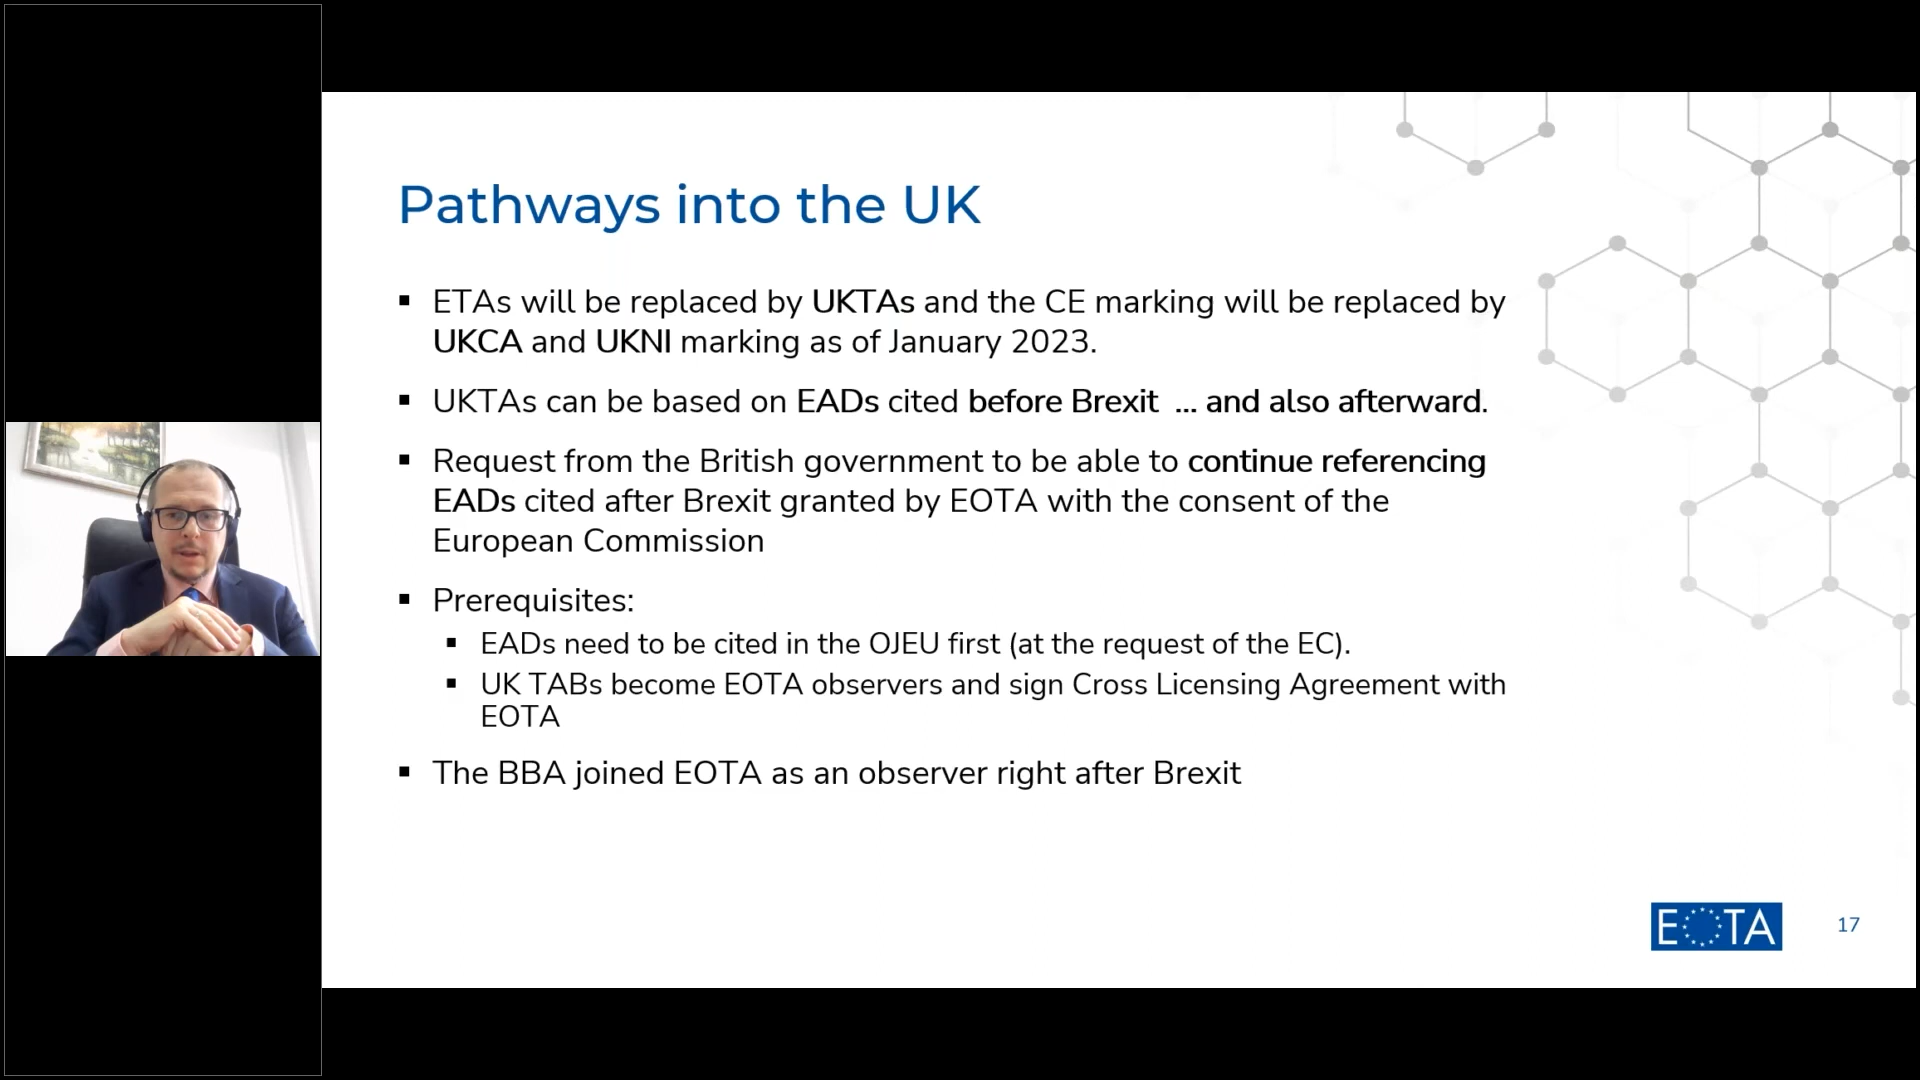 Pathways into the UK
▪ ETAs will be replaced by UKTAs and the CE marking will be replaced by
UKCA and UKNI marking as of January 2023.
▪ UKTAs can be based on EADs cited before Brexit ... and also afterward.
▪ Request from the British government to be able to continue referencing
EADs cited after Brexit granted by EOTA with the consent of the
European Commission
▪ Prerequisites:
▪ EADs need to be cited in the OJEU first (at the request of the EC).
▪ UK TABs become EOTA observers and sign Cross Licensing Agreement with
EOTA
▪ The BBA joined EOTA as an observer right after Brexit
EOTA
17